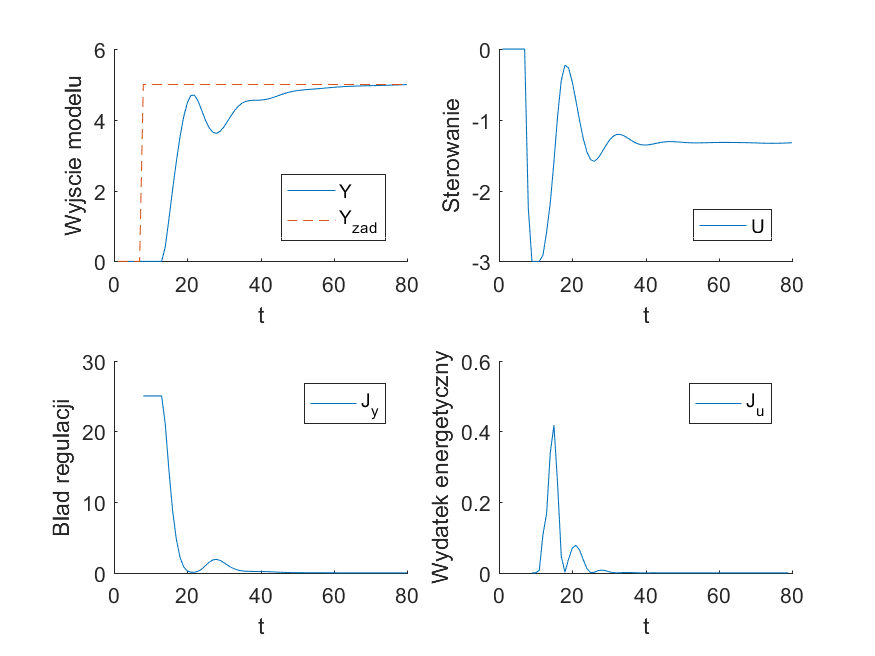 6
4
2
0
0 20 40 60 80
Wyjscie modelu
t
Y
Y_zad
0
-1
-2
-3
0 20 40 60 80
Sterowanie
t
U
30
20
10
0
0 20 40 60 80
Blad regulacji
t
J_y
0.6
0.4
0.2
0
0 20 40 60 80
Wydatek energetyczny
t
J_u